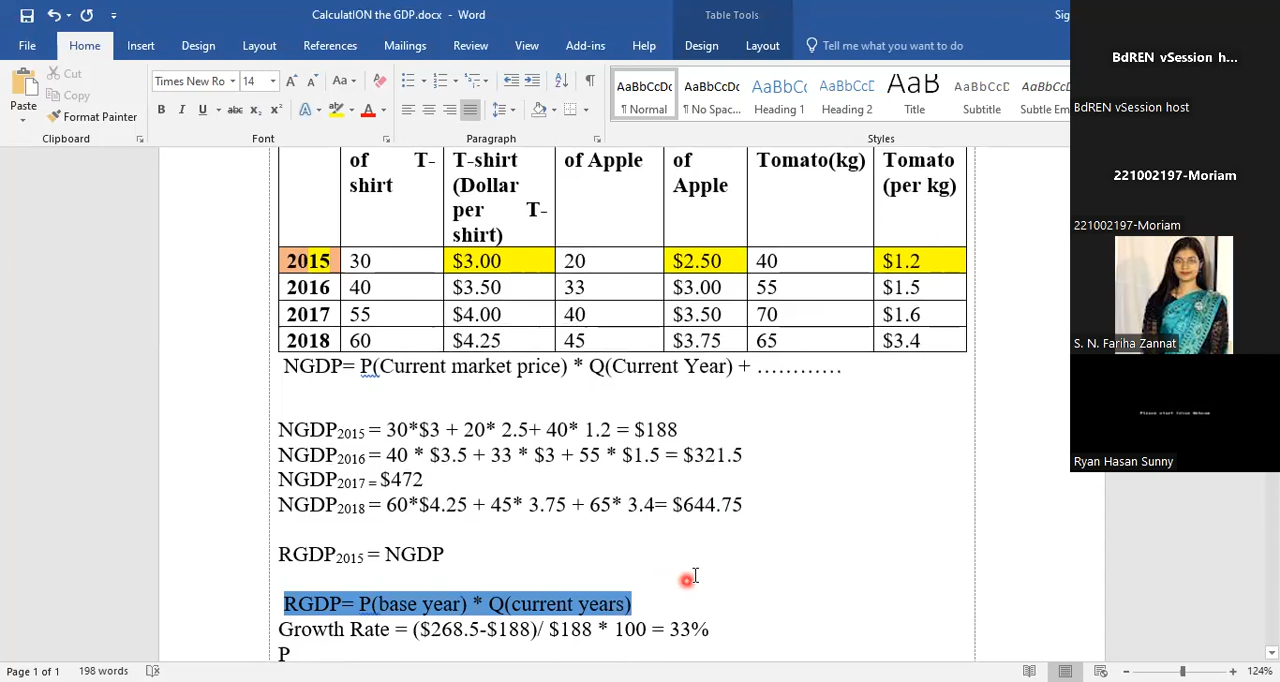 CalculatION the GDP.docx - Word
Table Tools
Sig
File Home Insert Design Layout References Mailings Review View Add-ins Help Design Layout Tell me what you want to do
Paste
Cut
Copy
Format Painter
Clipboard
Times New Ro 14
Font
Paragraph
AaBbCcDc AaBbCcDc AaBbCc AaBbCcD AaB AaBbCcD AaBbCcDc
¶ Normal ¶ No Spac... Heading 1 Heading 2 Title Subtitle Subtle Em
Styles
of T-shirt
T-shirt (Dollar per T-shirt)
of Apple
of Apple
Tomato(kg)
Tomato (per kg)
2015 30 $3.00 20 $2.50 40 $1.2
2016 40 $3.50 33 $3.00 55 $1.5
2017 55 $4.00 40 $3.50 70 $1.6
2018 60 $4.25 45 $3.75 65 $3.4
NGDP= P(Current market price) * Q(Current Year) + …………
NGDP2015 = 30*$3 + 20* 2.5+ 40* 1.2 = $188
NGDP2016 = 40 * $3.5 + 33 * $3 + 55 * $1.5 = $321.5
NGDP2017 = $472
NGDP2018 = 60*$4.25 + 45* 3.75 + 65* 3.4= $644.75
RGDP2015 = NGDP
RGDP= P(base year) * Q(current years)
Growth Rate = ($268.5-$188)/ $188 * 100 = 33%
P
Page 1 of 1 198 words
124%
BdREN vSession h...
BdREN vSession host
221002197-Moriam
221002197-Moriam
S. N. Fariha Zannat
Ryan Hasan Sunny